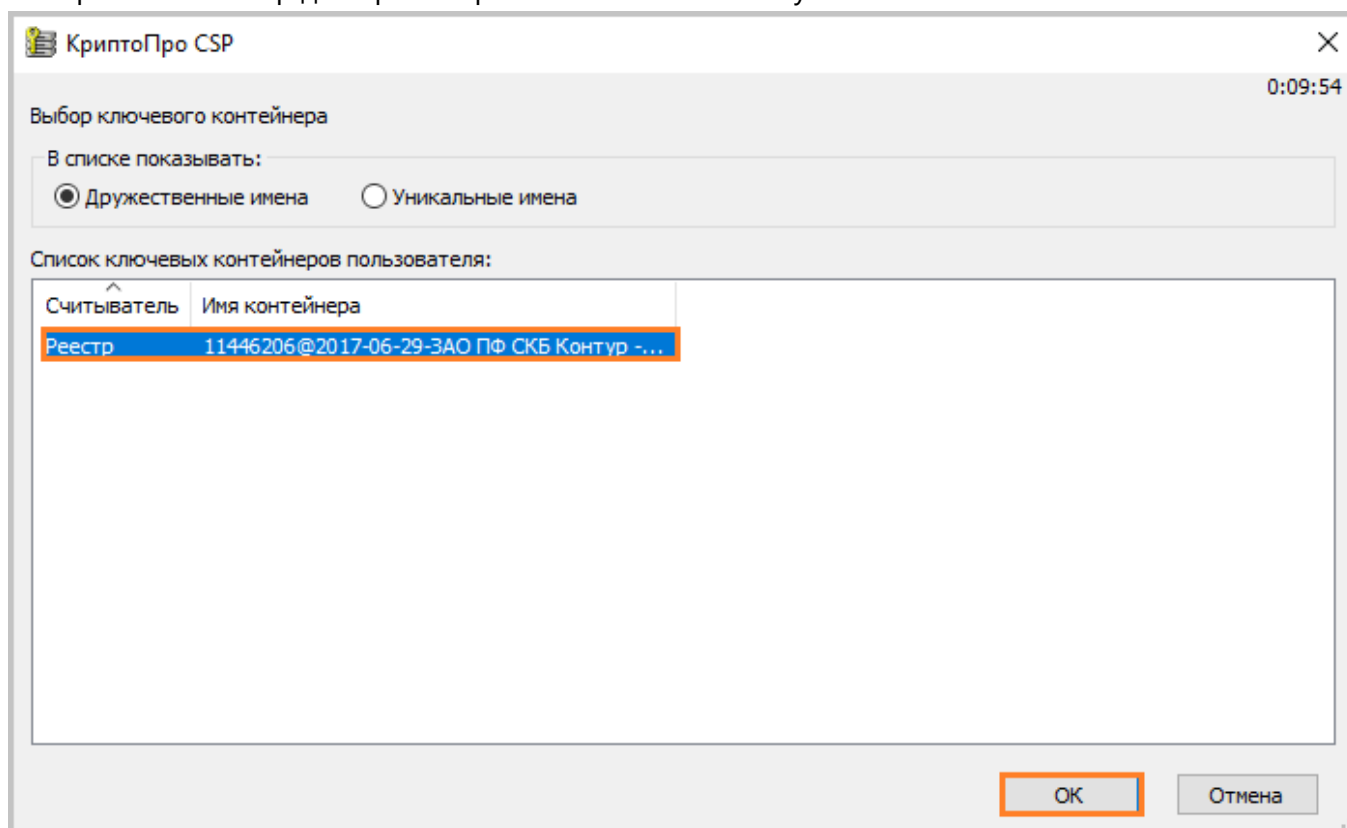 КриптоПро CSP
0:09:54
Выбор ключевого контейнера
В списке показывать:
Дружественные имена Уникальные имена
Список ключевых контейнеров пользователя:
Считыватель Имя контейнера
Реестр 11446206@2017-06-29-ЗАО ПФ СКБ Контур -...
ОК Отмена